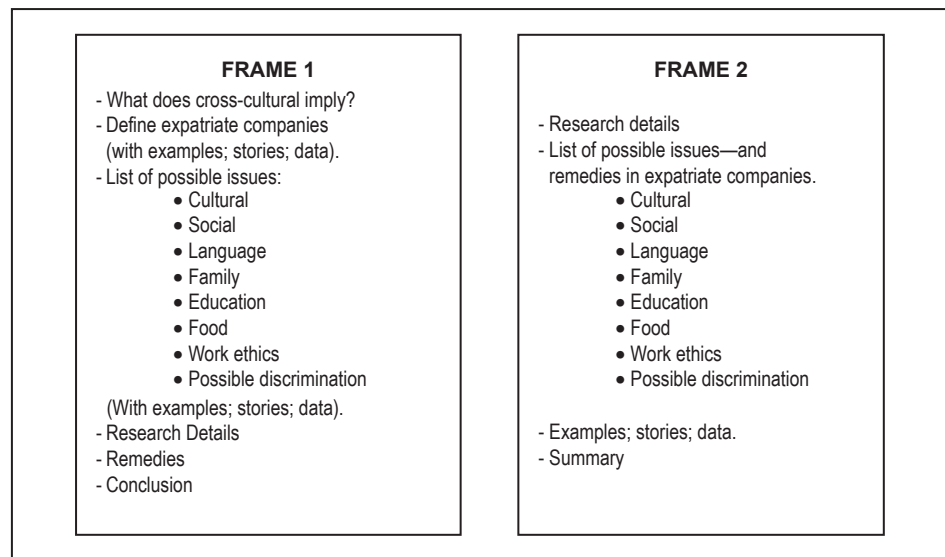 FRAME 1
- What does cross-cultural imply?
- Define expatriate companies
(with examples; stories; data).
- List of possible issues:
• Cultural
• Social
• Language
• Family
• Education
• Food
• Work ethics
• Possible discrimination
(With examples; stories; data).
- Research Details
- Remedies
- Conclusion
FRAME 2
- Research details
- List of possible issues—and
remedies in expatriate companies.
• Cultural
• Social
• Language
• Family
• Education
• Food
• Work ethics
• Possible discrimination
- Examples; stories; data.
- Summary